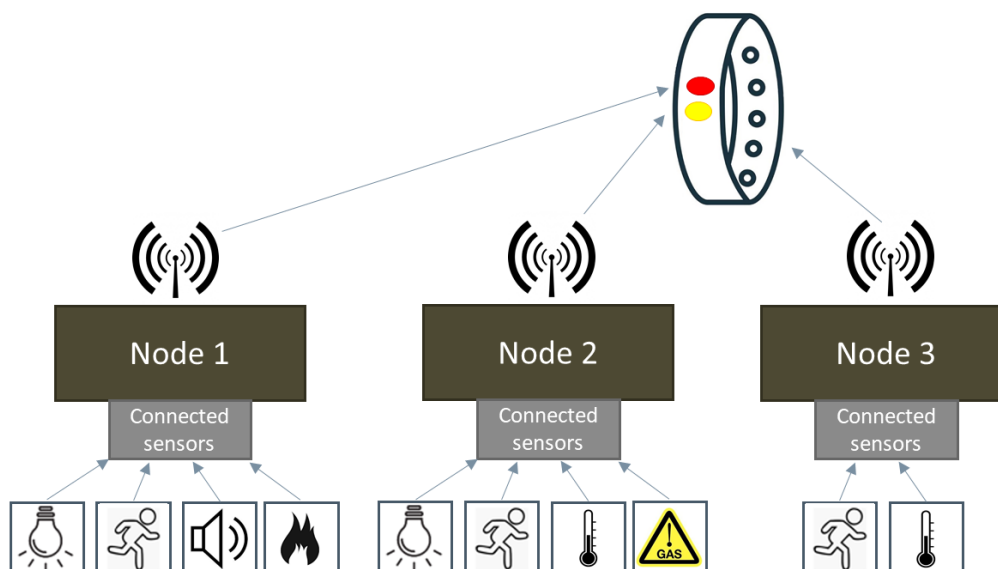 Node 1
Node 2
Node 3
Connected
sensors
Connected
sensors
Connected
sensors
GAS